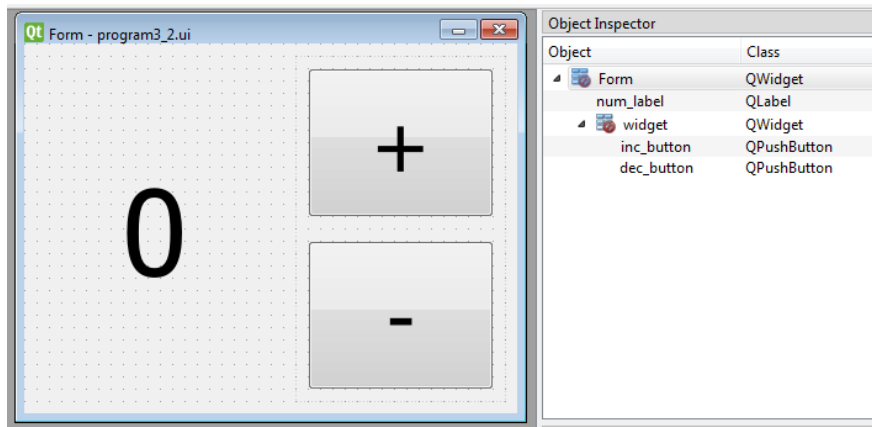 Qt Form - program3_2.ui
+
0
-
Object Inspector
Object Class
Form QWidget
num_label QLabel
widget QWidget
inc_button QPushButton
dec_button QPushButton